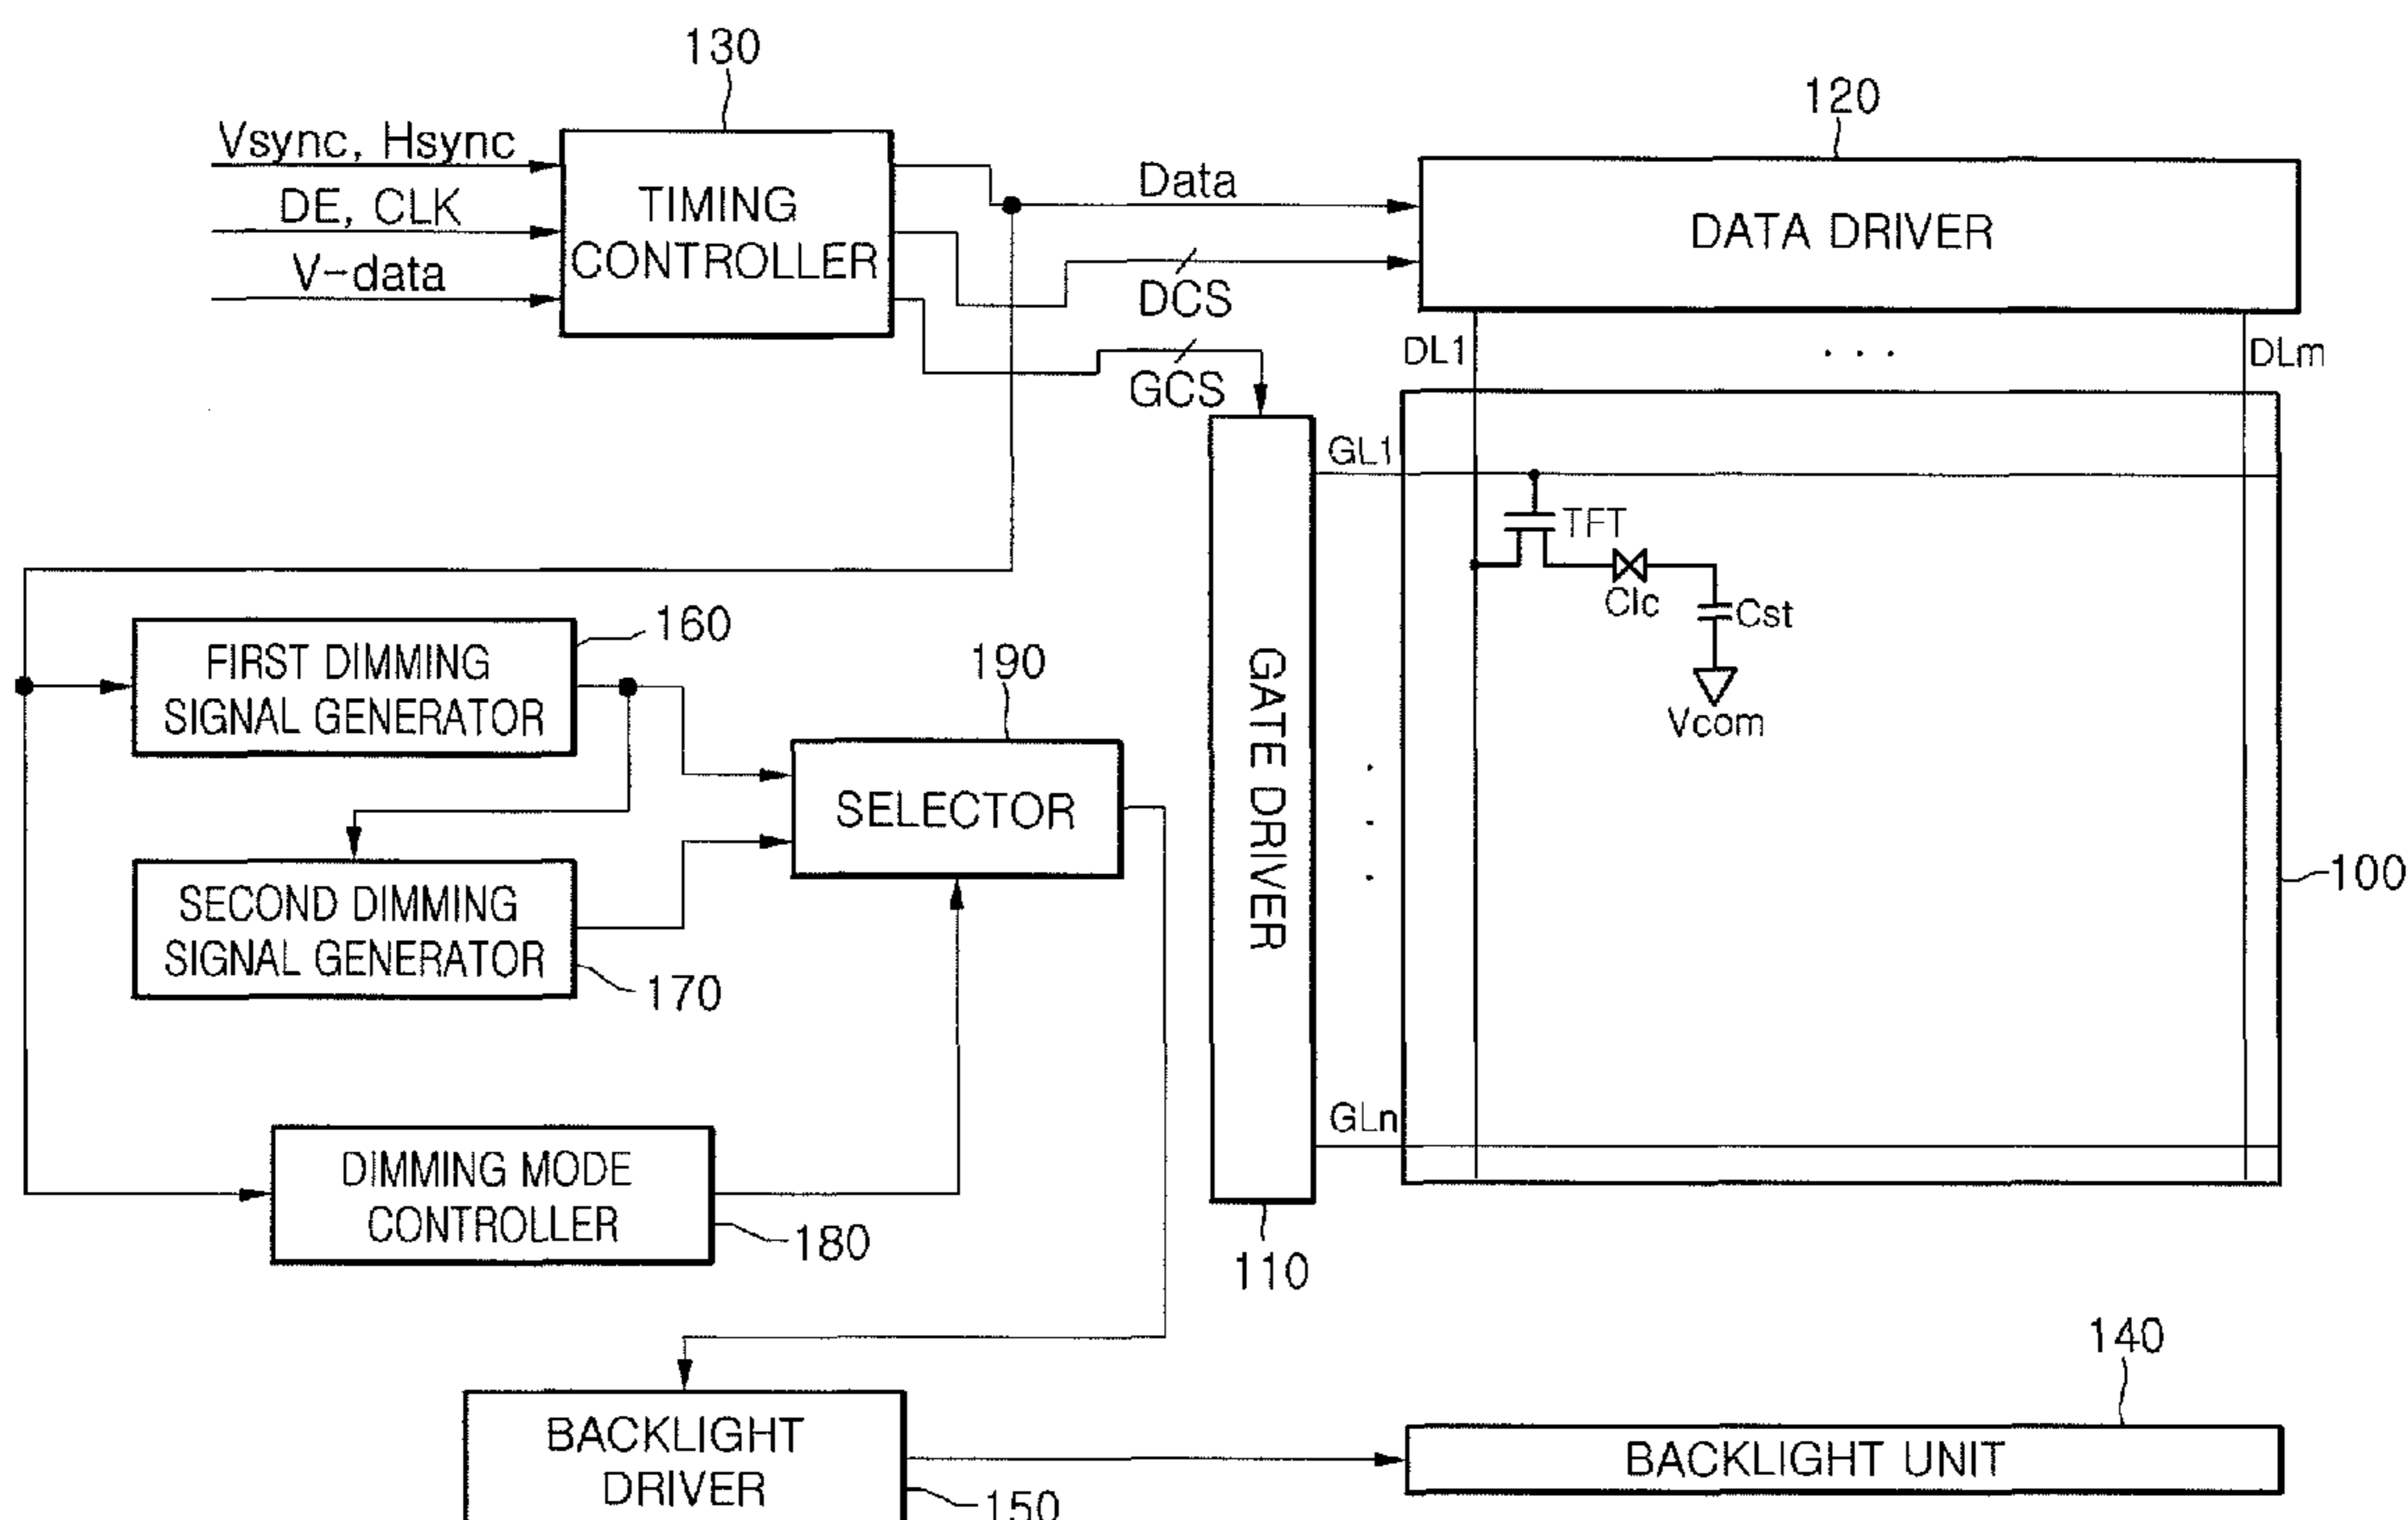 130
120
Vsync, Hsync
DE, CLK
V-data
TIMING
CONTROLLER
Data
DCS
GCS
DATA DRIVER
DL1
. . .
DLm
GL1
TFT
Clc
Cst
Vcom
GATE DRIVER
.
.
.
100
GLn
110
160
FIRST DIMMING
SIGNAL GENERATOR
190
SELECTOR
SECOND DIMMING
SIGNAL GENERATOR
170
DIMMING MODE
CONTROLLER
180
140
BACKLIGHT
DRIVER
150
BACKLIGHT UNIT